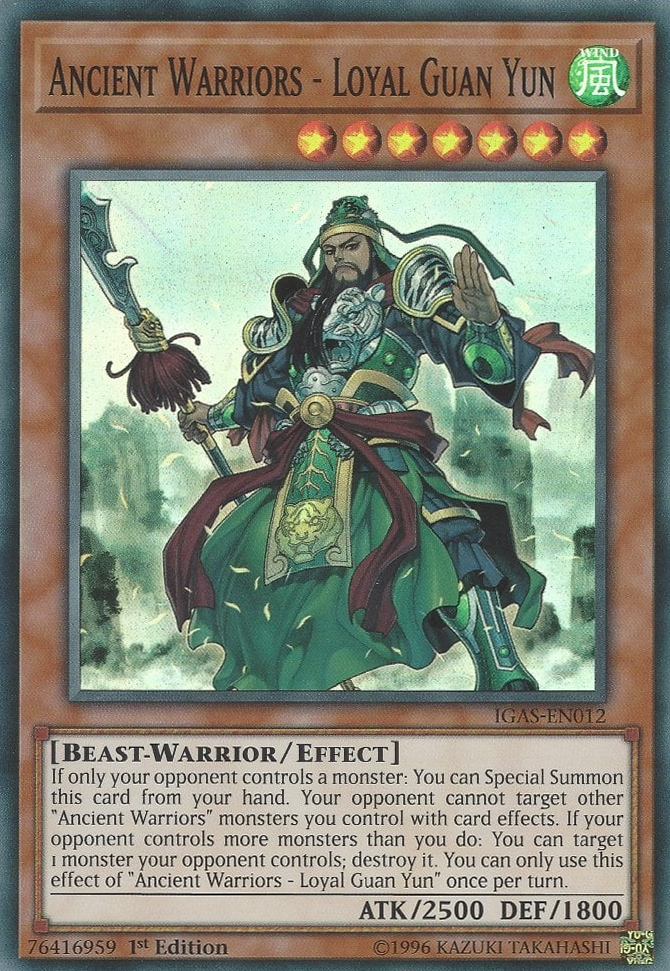 ANCIENT WARRIORS - LOYAL GUAN YUN
WIND
風
IGAS-EN012
[BEAST-WARRIOR/EFFECT]
If only your opponent controls a monster: You can Special Summon
this card from your hand. Your opponent cannot target other
"Ancient Warriors" monsters you control with card effects. If your
opponent controls more monsters than you do: You can target
1 monster your opponent controls; destroy it. You can only use this
effect of "Ancient Warriors - Loyal Guan Yun" once per turn.
ATK/2500 DEF/1800
76416959 1st Edition ©1996 KAZUKI TAKAHASHI